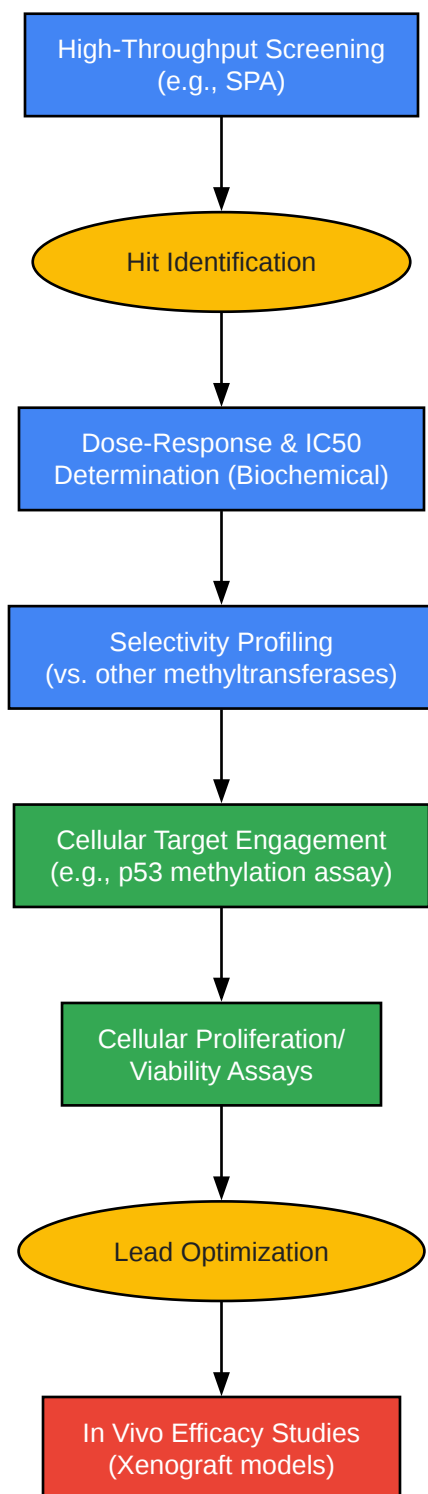 High-Throughput Screening
(e.g., SPA)
Hit Identification
Dose-Response & IC50
Determination (Biochemical)
Selectivity Profiling
(vs. other methyltransferases)
Cellular Target Engagement
(e.g., p53 methylation assay)
Cellular Proliferation/
Viability Assays
Lead Optimization
In Vivo Efficacy Studies
(Xenograft models)